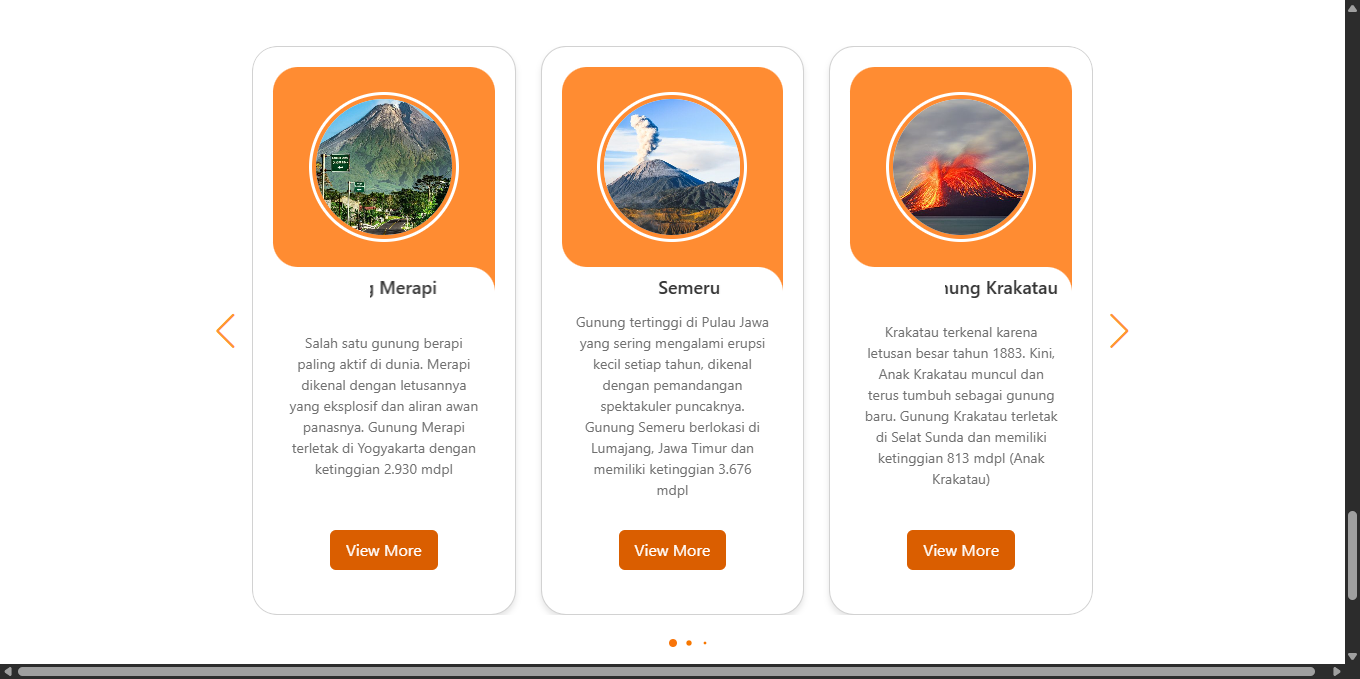 Merapi
Salah satu gunung berapi
paling aktif di dunia. Merapi
dikenal dengan letusannya
yang eksplosif dan aliran awan
panasnya. Gunung Merapi
terletak di Yogyakarta dengan
ketinggian 2.930 mdpl
View More
Semeru
Gunung tertinggi di Pulau Jawa
yang sering mengalami erupsi
kecil setiap tahun, dikenal
dengan pemandangan
spektakuler puncaknya.
Gunung Semeru berlokasi di
Lumajang, Jawa Timur dan
memiliki ketinggian 3.676
mdpl
View More
nung Krakatau
Krakatau terkenal karena
letusan besar tahun 1883. Kini,
Anak Krakatau muncul dan
terus tumbuh sebagai gunung
baru. Gunung Krakatau terletak
di Selat Sunda dan memiliki
ketinggian 813 mdpl (Anak
Krakatau)
View More